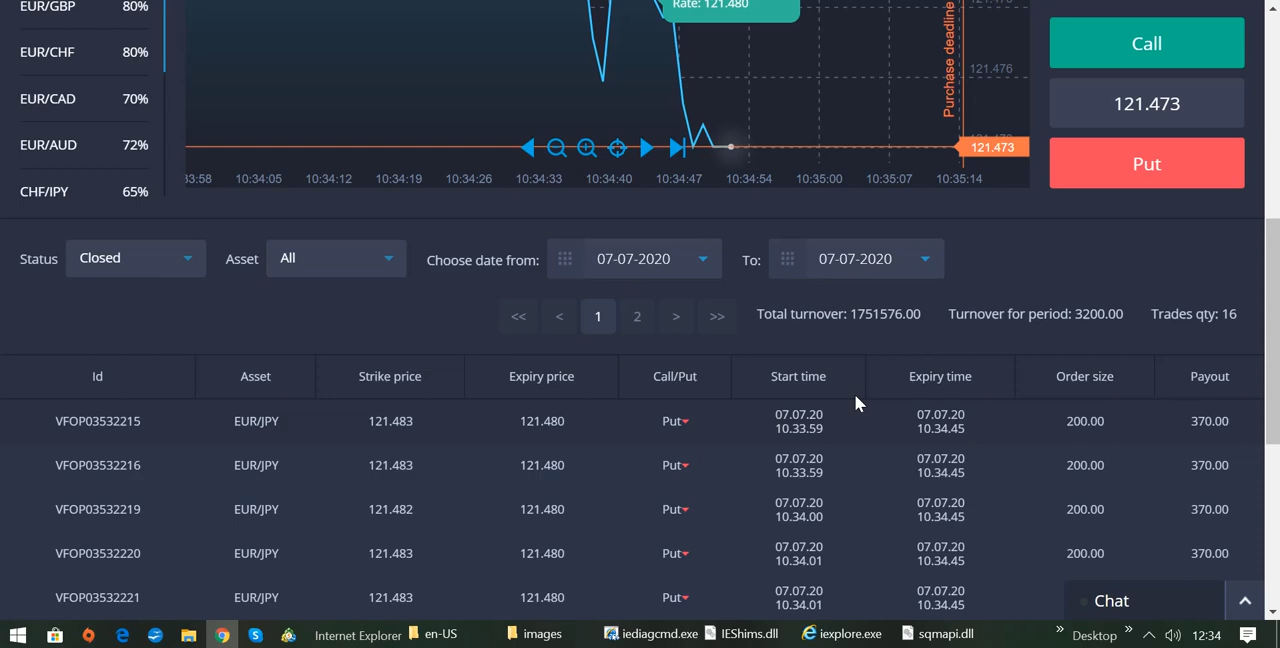 EUR/GBP 80%
Rate: 121.480
EUR/CHF 80%
Call
121.476
EUR/CAD 70%
121.473
Purchase deadline
EUR/AUD 72%
121.473
Put
CHF/JPY 65%
33:58 10:34:05 10:34:12 10:34:19 10:34:26 10:34:33 10:34:40 10:34:47 10:34:54 10:35:00 10:35:07 10:35:14
Status Closed Asset All Choose date from: 07-07-2020 To: 07-07-2020
<< < 1 2 > >> Total turnover: 1751576.00 Turnover for period: 3200.00 Trades qty: 16
Id Asset Strike price Expiry price Call/Put Start time Expiry time Order size Payout
VFOP03532215 EUR/JPY 121.483 121.480 Put 07.07.20 10.33.59 07.07.20 10.34.45 200.00 370.00
VFOP03532216 EUR/JPY 121.483 121.480 Put 07.07.20 10.33.59 07.07.20 10.34.45 200.00 370.00
VFOP03532219 EUR/JPY 121.482 121.480 Put 07.07.20 10.34.00 07.07.20 10.34.45 200.00 370.00
VFOP03532220 EUR/JPY 121.483 121.480 Put 07.07.20 10.34.01 07.07.20 10.34.45 200.00 370.00
VFOP03532221 EUR/JPY 121.483 121.480 Put 07.07.20 10.34.01 07.07.20 10.34.45
Chat
Internet Explorer en-US images iediagcmd.exe IEShims.dll iexplore.exe sqmapi.dll » Desktop » 12:34